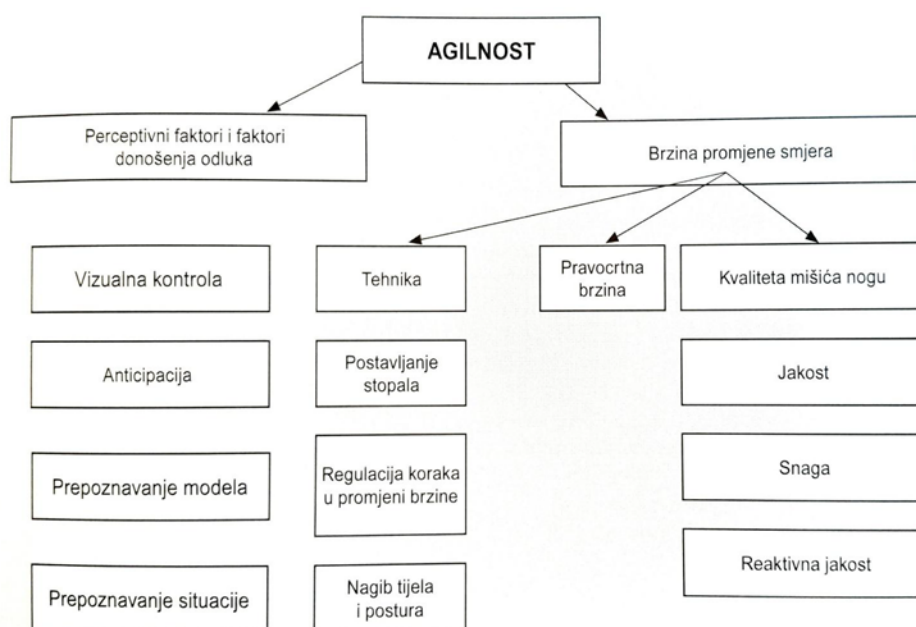 AGILNOST
Perceptivni faktori i faktori
donošenja odluka
Brzina promjene smjera
Vizualna kontrola
Tehnika
Pravocrtna
brzina
Kvaliteta mišića nogu
Anticipacija
Postavljanje
stopala
Jakost
Prepoznavanje modela
Regulacija koraka
u promjeni brzine
Snaga
Reaktivna jakost
Prepoznavanje situacije
Nagib tijela
i postura